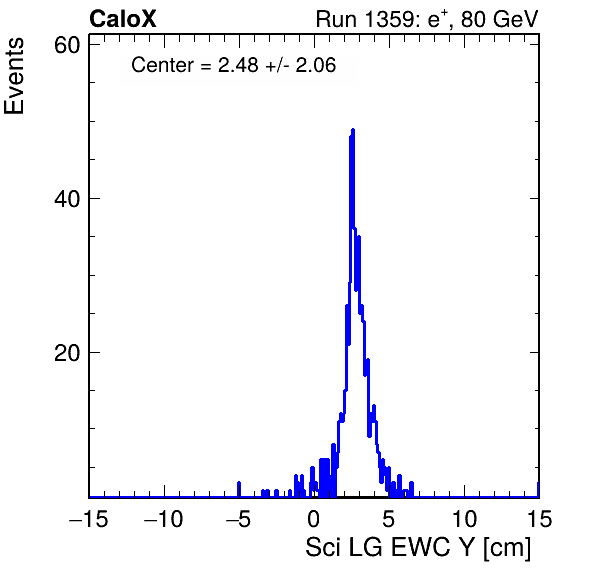 CaloX Run 1359: e⁺, 80 GeV
Events
Center = 2.48 +/- 2.06
60
40
20
−15 −10 −5 0 5 10 15
Sci LG EWC Y [cm]